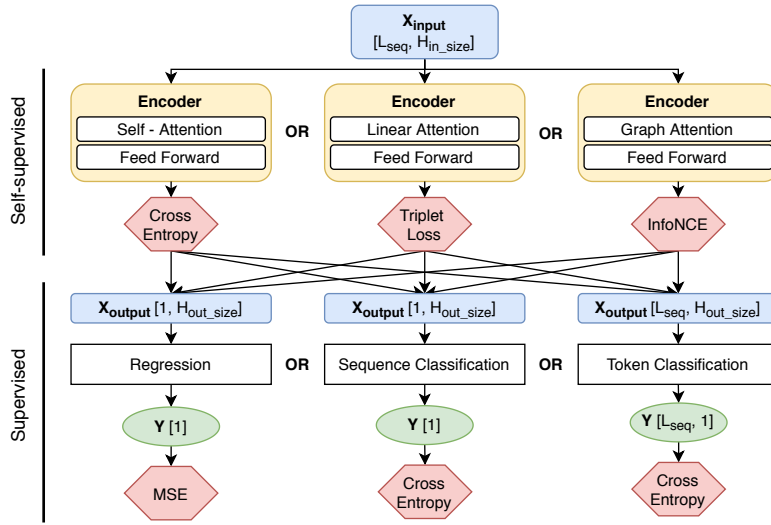 X_input
[L_seq, H_in_size]
Self-supervised
Encoder
Self - Attention
Feed Forward
OR
Encoder
Linear Attention
Feed Forward
OR
Encoder
Graph Attention
Feed Forward
Cross
Entropy
Triplet
Loss
InfoNCE
Supervised
X_output [1, H_out_size]
X_output [1, H_out_size]
X_output [L_seq, H_out_size]
Regression
OR
Sequence Classification
OR
Token Classification
Y [1]
Y [1]
Y [L_seq, 1]
MSE
Cross
Entropy
Cross
Entropy